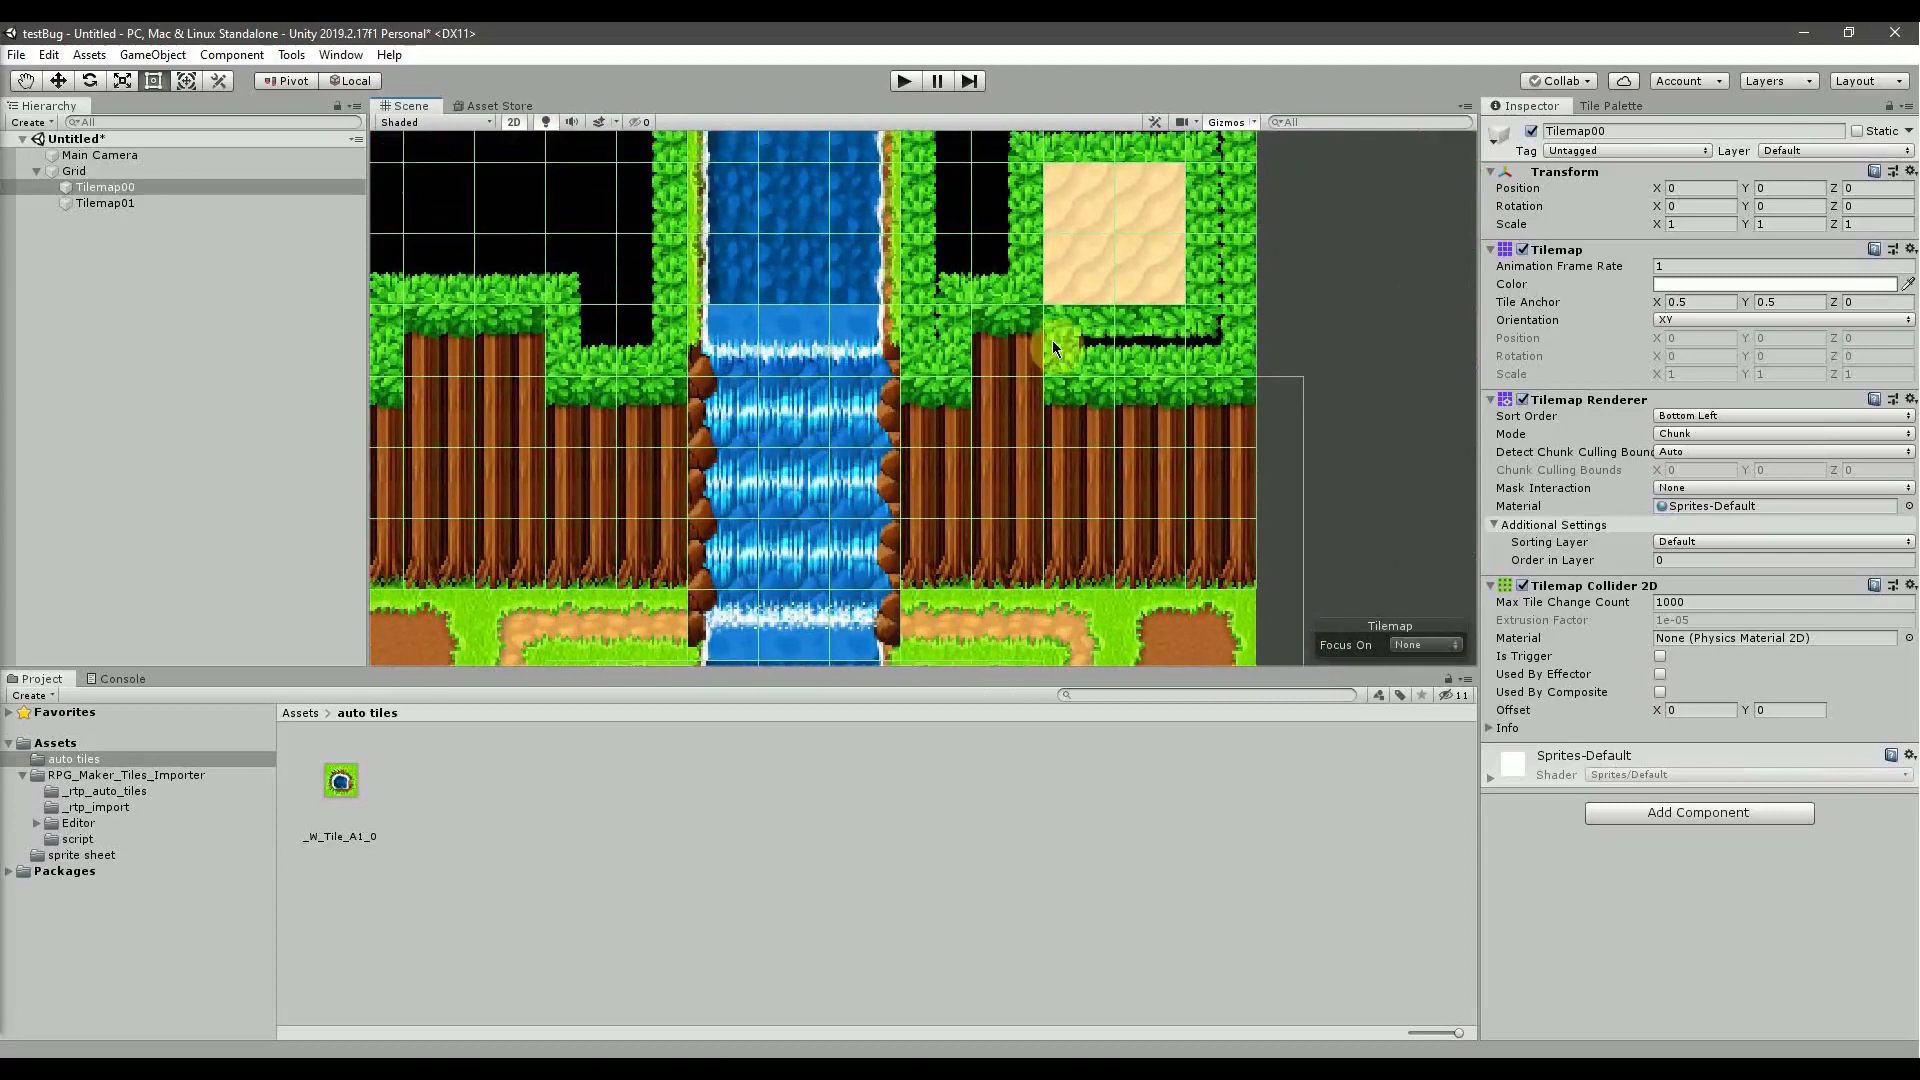 testBug - Untitled - PC, Mac & Linux Standalone - Unity 2019.2.17f1 Personal* <DX11>
File Edit Assets GameObject Component Tools Window Help
Pivot Local Collab Account Layers Layout
Hierarchy
Create All
Untitled*
Main Camera
Grid
Tilemap00
Tilemap01
Scene Asset Store
Shaded 2D 0 Gizmos All
Tilemap
Focus On None
Inspector Tile Palette
Tilemap00 Static
Tag Untagged Layer Default
Transform
Position X 0 Y 0 Z 0
Rotation X 0 Y 0 Z 0
Scale X 1 Y 1 Z 1
Tilemap
Animation Frame Rate 1
Color
Tile Anchor X 0.5 Y 0.5 Z 0
Orientation XY
Position X 0 Y 0 Z 0
Rotation X 0 Y 0 Z 0
Scale X 1 Y 1 Z 1
Tilemap Renderer
Sort Order Bottom Left
Mode Chunk
Detect Chunk Culling Bound Auto
Chunk Culling Bounds X 0 Y 0 Z 0
Mask Interaction None
Material Sprites-Default
Additional Settings
Sorting Layer Default
Order in Layer 0
Tilemap Collider 2D
Max Tile Change Count 1000
Extrusion Factor 1e-05
Material None (Physics Material 2D)
Is Trigger
Used By Effector
Used By Composite
Offset X 0 Y 0
Info
Sprites-Default
Shader Sprites/Default
Add Component
Project Console
Create 11
Favorites
Assets
auto tiles
RPG_Maker_Tiles_Importer
_rtp_auto_tiles
_rtp_import
Editor
script
sprite sheet
Packages
Assets > auto tiles
_W_Tile_A1_0